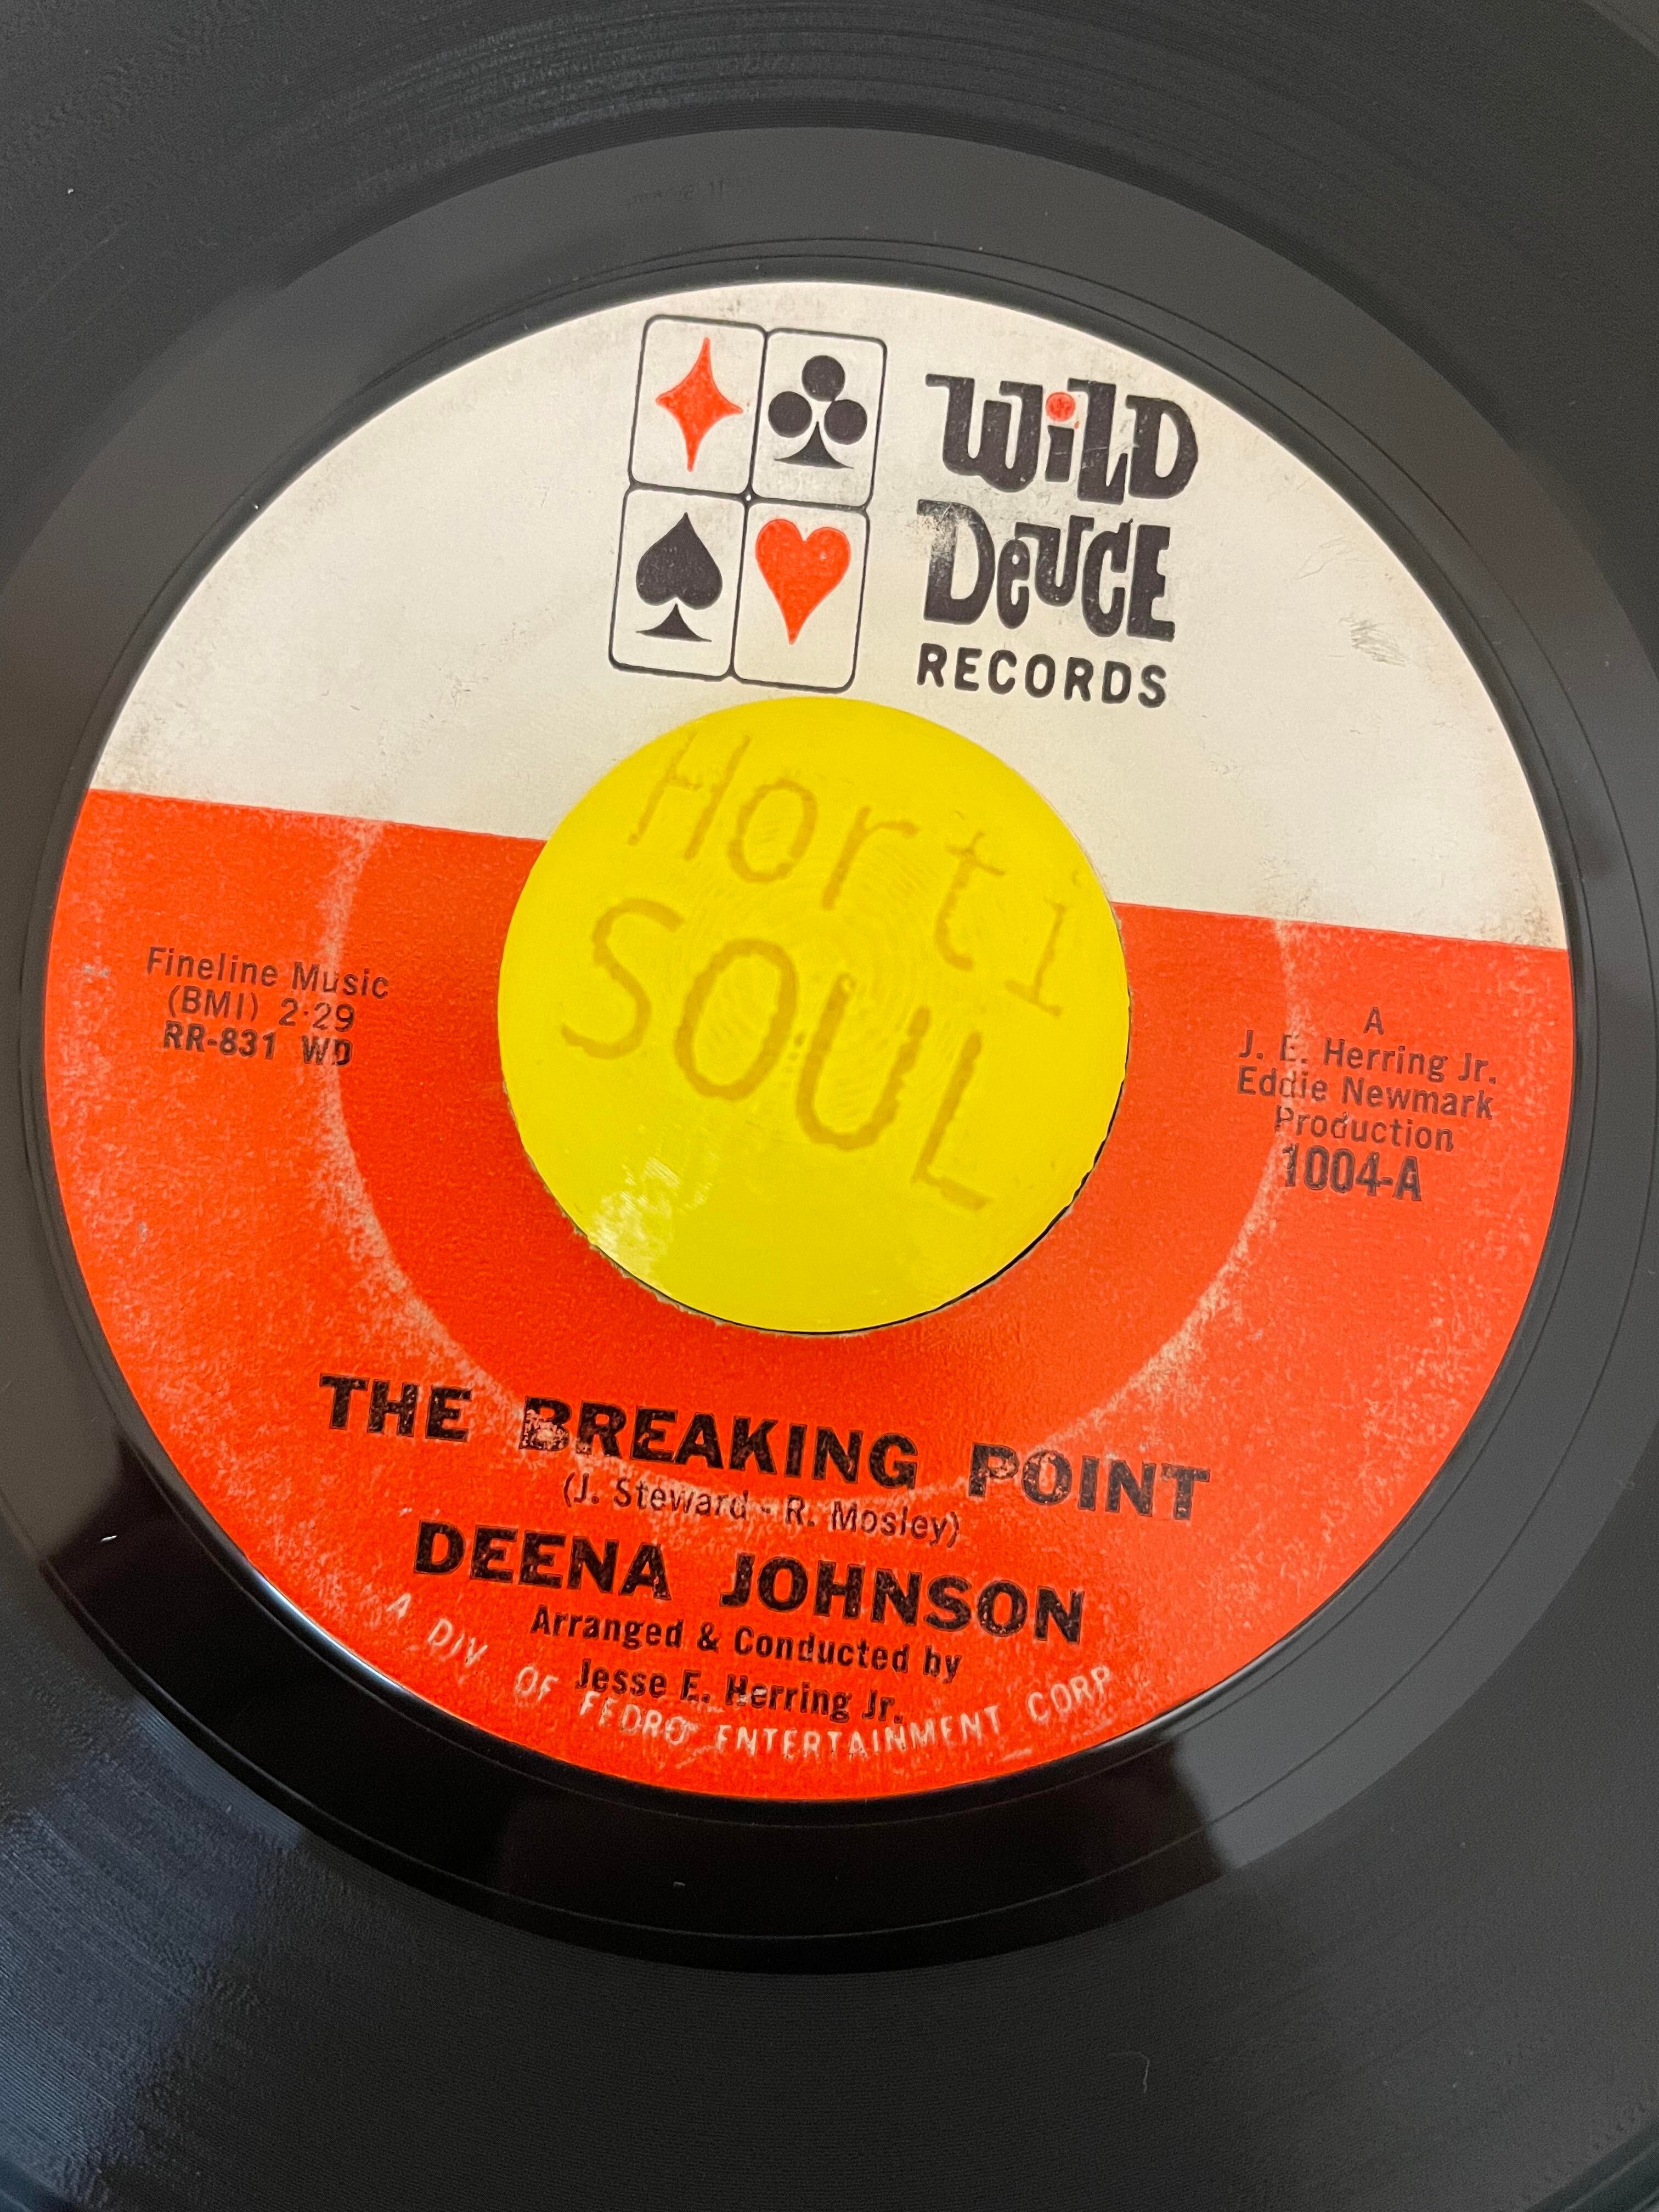 WiLD
DeUCE
RECORDS
Horti
SOUL
Fineline Music
(BMI) 2:29
RR-831 WD
A
J. E. Herring Jr.
Eddie Newmark
Production
1004-A
THE BREAKING POINT
(J. Steward - R. Mosley)
DEENA JOHNSON
Arranged & Conducted by
Jesse E. Herring Jr.
A DIV OF FEDRO ENTERTAINMENT CORP